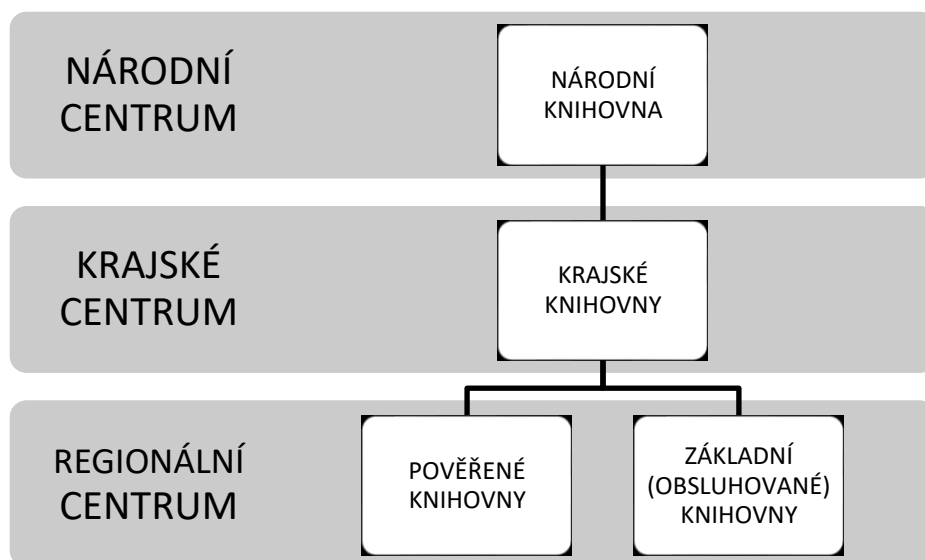 NÁRODNÍ
CENTRUM
NÁRODNÍ
KNIHOVNA
KRAJSKÉ
CENTRUM
KRAJSKÉ
KNIHOVNY
REGIONÁLNÍ
CENTRUM
POVĚŘENÉ
KNIHOVNY
ZÁKLADNÍ
(OBSLUHOVANÉ)
KNIHOVNY